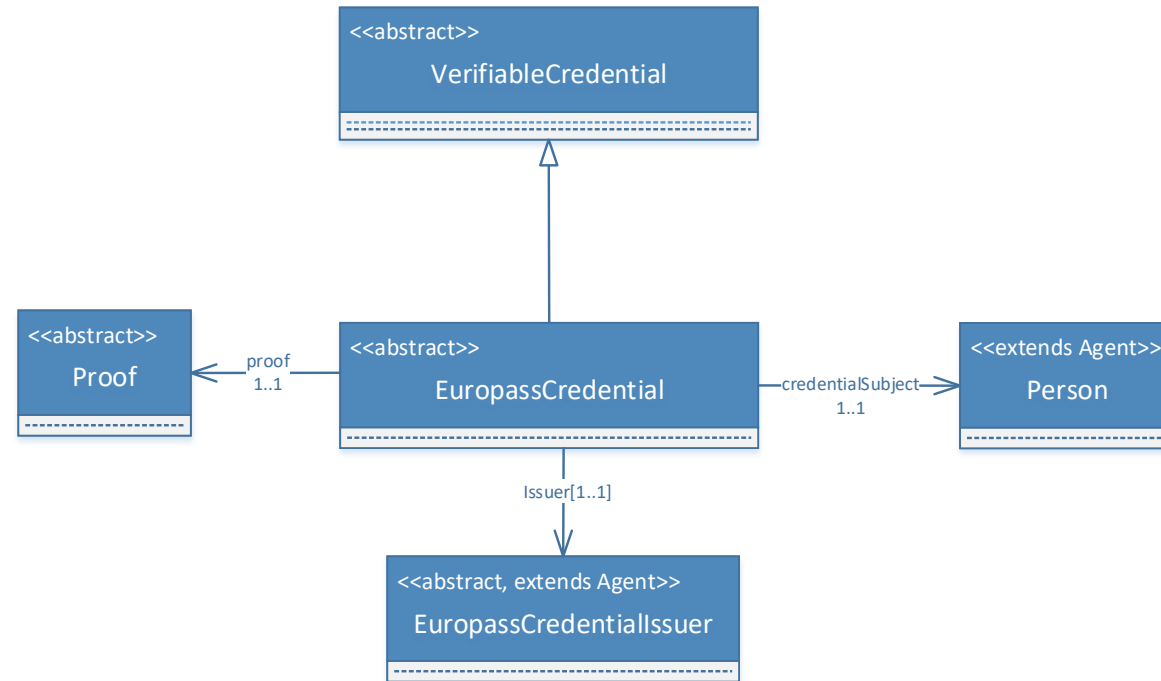 <<abstract>>
VerifiableCredential
<<abstract>>
Proof
proof
1..1
<<abstract>>
EuropassCredential
credentialSubject
1..1
<<extends Agent>>
Person
Issuer[1..1]
<<abstract, extends Agent>>
EuropassCredentialIssuer